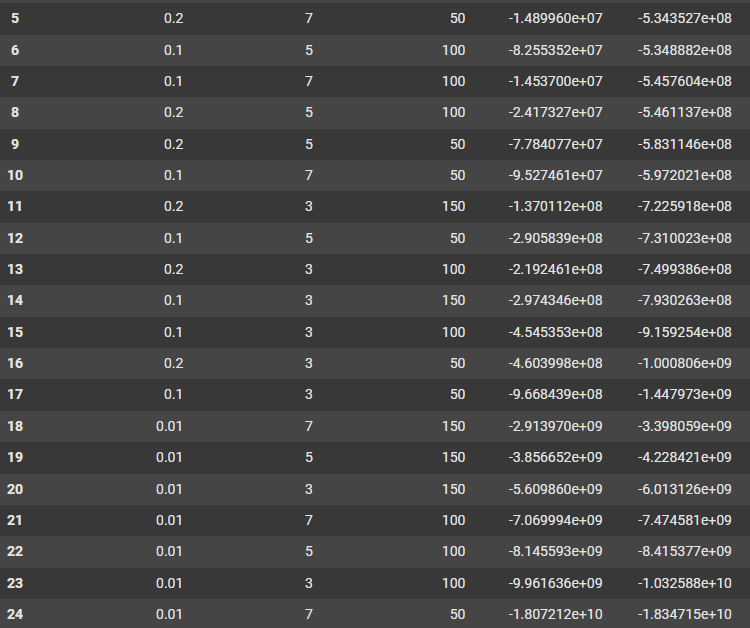 5 0.2 7 50 -1.489960e+07 -5.343527e+08
6 0.1 5 100 -8.255352e+07 -5.348882e+08
7 0.1 7 100 -1.453700e+07 -5.457604e+08
8 0.2 5 100 -2.417327e+07 -5.461137e+08
9 0.2 5 50 -7.784077e+07 -5.831146e+08
10 0.1 7 50 -9.527461e+07 -5.972021e+08
11 0.2 3 150 -1.370112e+08 -7.225918e+08
12 0.1 5 50 -2.905839e+08 -7.310023e+08
13 0.2 3 100 -2.192461e+08 -7.499386e+08
14 0.1 3 150 -2.974346e+08 -7.930263e+08
15 0.1 3 100 -4.545353e+08 -9.159254e+08
16 0.2 3 50 -4.603998e+08 -1.000806e+09
17 0.1 3 50 -9.668439e+08 -1.447973e+09
18 0.01 7 150 -2.913970e+09 -3.398059e+09
19 0.01 5 150 -3.856652e+09 -4.228421e+09
20 0.01 3 150 -5.609860e+09 -6.013126e+09
21 0.01 7 100 -7.069994e+09 -7.474581e+09
22 0.01 5 100 -8.145593e+09 -8.415377e+09
23 0.01 3 100 -9.961636e+09 -1.032588e+10
24 0.01 7 50 -1.807212e+10 -1.834715e+10